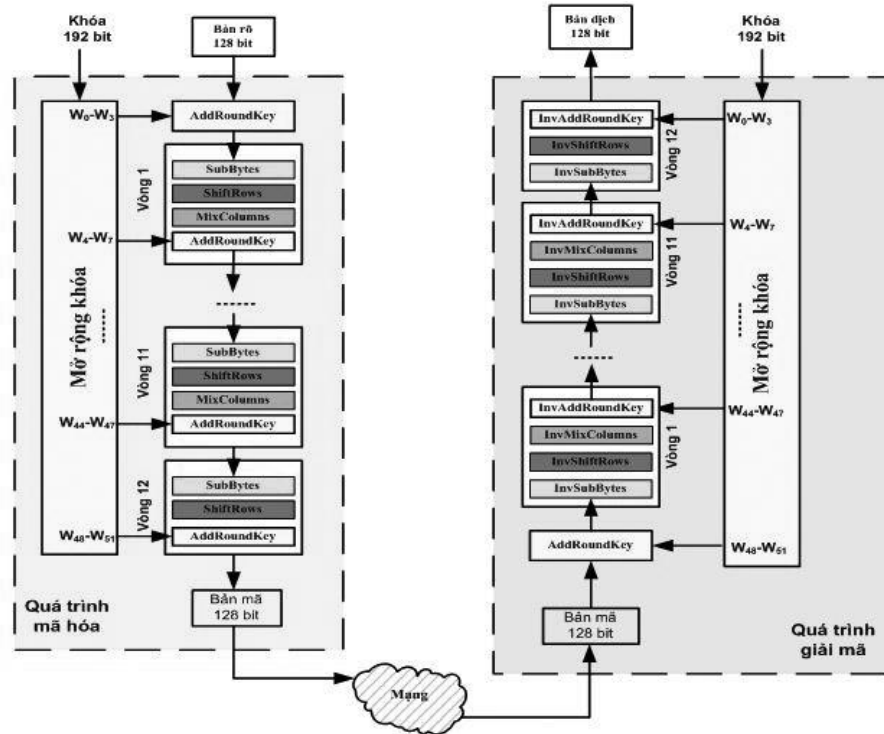 Khóa
192 bit
Bản rõ
128 bit
W0-W3
AddRoundKey
Vòng 1
SubBytes
ShiftRows
MixColumns
W4-W7
AddRoundKey
Mở rộng khóa
Vòng 11
SubBytes
ShiftRows
MixColumns
W44-W47
AddRoundKey
Vòng 12
SubBytes
ShiftRows
W48-W51
AddRoundKey
Quá trình
mã hóa
Bản mã
128 bit
Mạng
Bản dịch
128 bit
Khóa
192 bit
InvAddRoundKey
W0-W3
InvShiftRows
InvSubBytes
Vòng 12
InvAddRoundKey
W4-W7
InvMixColumns
InvShiftRows
InvSubBytes
Vòng 11
Mở rộng khóa
InvAddRoundKey
W44-W47
InvMixColumns
InvShiftRows
InvSubBytes
Vòng 1
AddRoundKey
W48-W51
Bản mã
128 bit
Quá trình
giải mã